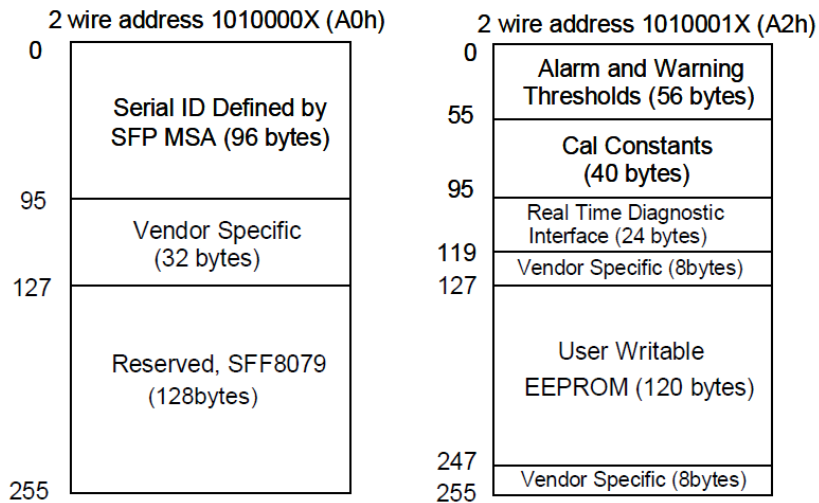 2 wire address 1010000X (A0h)
0
Serial ID Defined by
SFP MSA (96 bytes)
95
Vendor Specific
(32 bytes)
127
Reserved, SFF8079
(128bytes)
255
2 wire address 1010001X (A2h)
0
Alarm and Warning
Thresholds (56 bytes)
55
Cal Constants
(40 bytes)
95
Real Time Diagnostic
Interface (24 bytes)
119
Vendor Specific (8bytes)
127
User Writable
EEPROM (120 bytes)
247
Vendor Specific (8bytes)
255